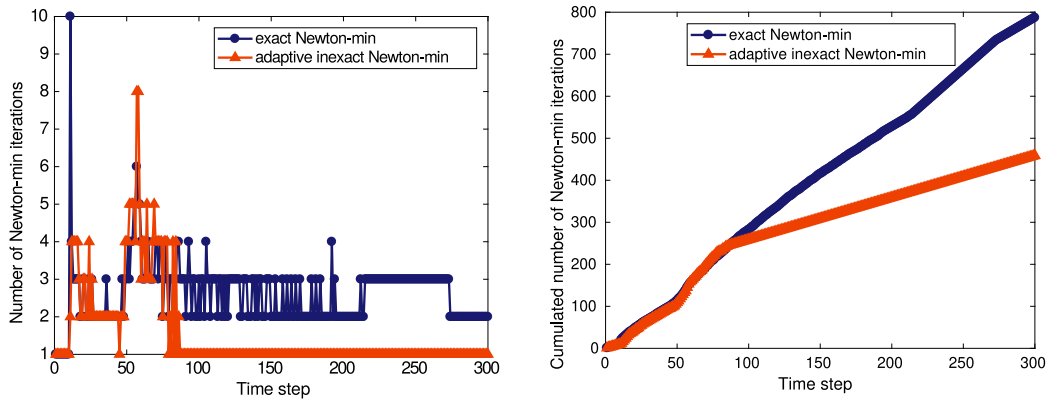 10
9
8
7
6
5
4
3
2
1
Number of Newton-min iterations
exact Newton-min
adaptive inexact Newton-min
0 50 100 150 200 250 300
Time step
800
700
600
500
400
300
200
100
0
Cumulated number of Newton-min iterations
exact Newton-min
adaptive inexact Newton-min
0 50 100 150 200 250 300
Time step